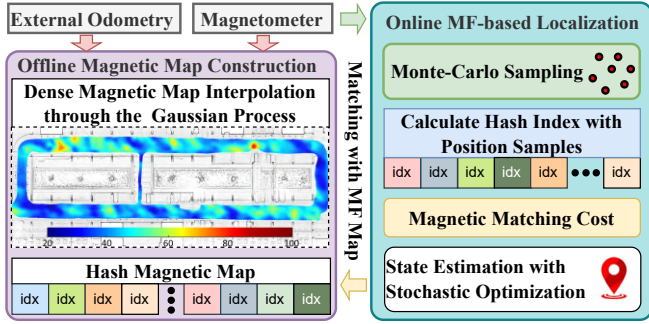 External Odometry
Magnetometer
Offline Magnetic Map Construction
Dense Magnetic Map Interpolation
through the Gaussian Process
20 40 60 80 100
Hash Magnetic Map
idx idx idx idx idx idx idx idx
Matching with MF Map
Online MF-based Localization
Monte-Carlo Sampling
Calculate Hash Index with
Position Samples
idx idx idx idx idx idx
Magnetic Matching Cost
State Estimation with
Stochastic Optimization